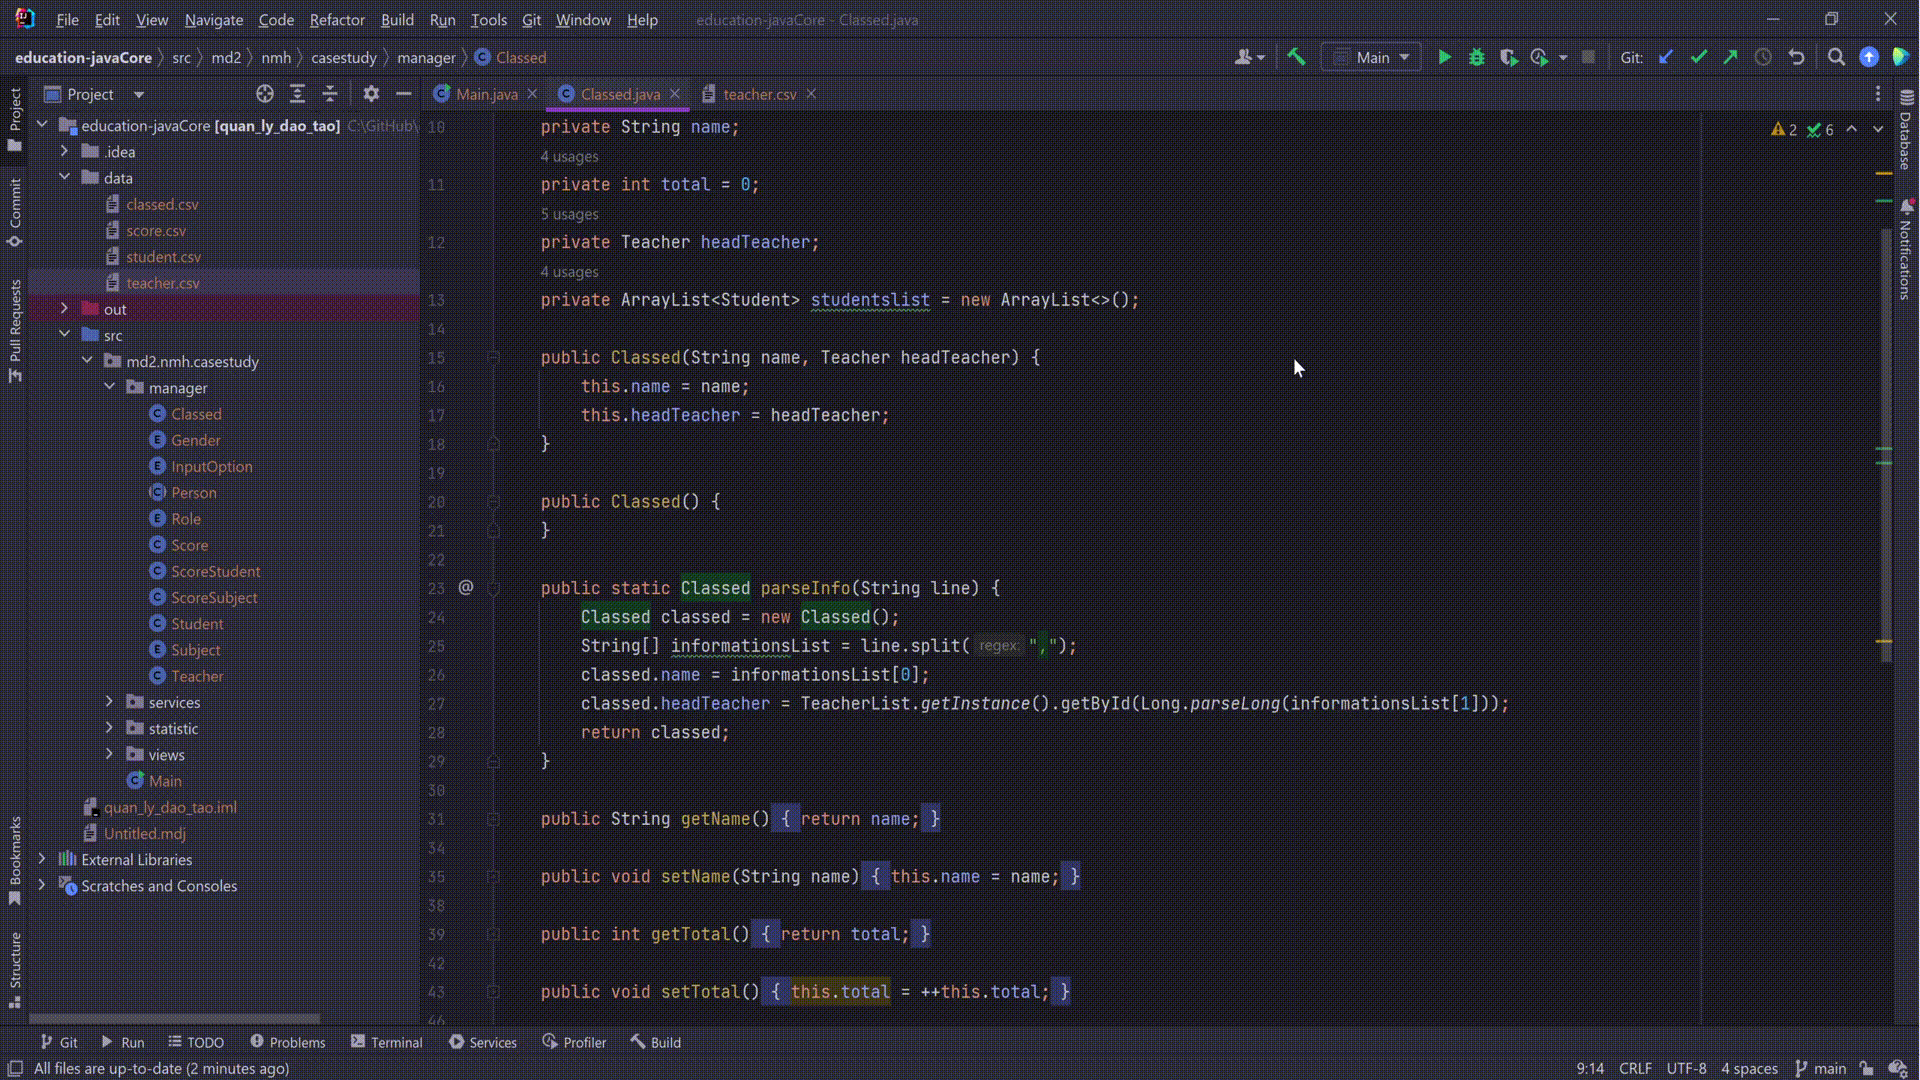 File Edit View Navigate Code Refactor Build Run Tools Git Window Help education-javaCore - Classed.java
education-javaCore src md2 nmh casestudy manager Classed Main Git:
Project
Main.java Classed.java teacher.csv
Project
Commit
Pull Requests
Bookmarks
Structure
education-javaCore [quan_ly_dao_tao] C:\GitHub\
.idea
data
classed.csv
score.csv
student.csv
teacher.csv
out
src
md2.nmh.casestudy
manager
Classed
Gender
InputOption
Person
Role
Score
ScoreStudent
ScoreSubject
Student
Subject
Teacher
services
statistic
views
Main
quan_ly_dao_tao.iml
Untitled.mdj
External Libraries
Scratches and Consoles
2 6
10 private String name;
4 usages
11 private int total = 0;
5 usages
12 private Teacher headTeacher;
4 usages
13 private ArrayList<Student> studentslist = new ArrayList<>();
14
15 public Classed(String name, Teacher headTeacher) {
16 this.name = name;
17 this.headTeacher = headTeacher;
18 }
19
20 public Classed() {
21 }
22
23 @ public static Classed parseInfo(String line) {
24 Classed classed = new Classed();
25 String[] informationsList = line.split( regex: ",");
26 classed.name = informationsList[0];
27 classed.headTeacher = TeacherList.getInstance().getById(Long.parseLong(informationsList[1]));
28 return classed;
29 }
30
31 public String getName() { return name; }
34
35 public void setName(String name) { this.name = name; }
38
39 public int getTotal() { return total; }
42
43 public void setTotal() { this.total = ++this.total; }
46
Database
Notifications
Git Run TODO Problems Terminal Services Profiler Build
All files are up-to-date (2 minutes ago) 9:14 CRLF UTF-8 4 spaces main